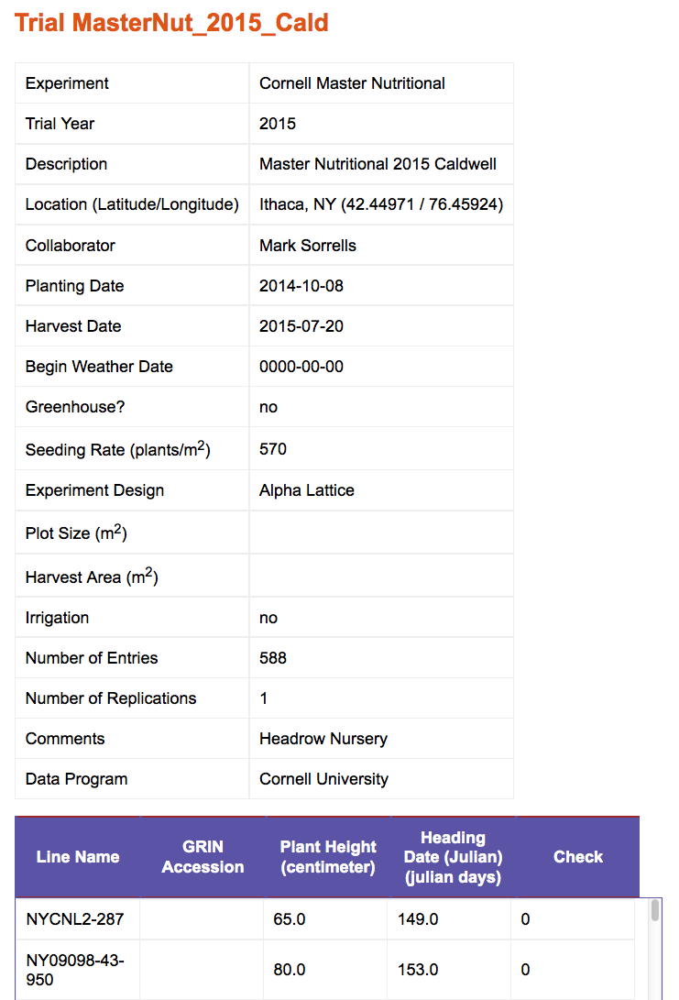 Trial MasterNut_2015_Cald
Experiment Cornell Master Nutritional
Trial Year 2015
Description Master Nutritional 2015 Caldwell
Location (Latitude/Longitude) Ithaca, NY (42.44971 / 76.45924)
Collaborator Mark Sorrells
Planting Date 2014-10-08
Harvest Date 2015-07-20
Begin Weather Date 0000-00-00
Greenhouse? no
Seeding Rate (plants/m²) 570
Experiment Design Alpha Lattice
Plot Size (m²)
Harvest Area (m²)
Irrigation no
Number of Entries 588
Number of Replications 1
Comments Headrow Nursery
Data Program Cornell University
Line Name
GRIN
Accession
Plant Height
(centimeter)
Heading
Date (Julian)
(julian days)
Check
NYCNL2-287 65.0 149.0 0
NY09098-43-
950 80.0 153.0 0